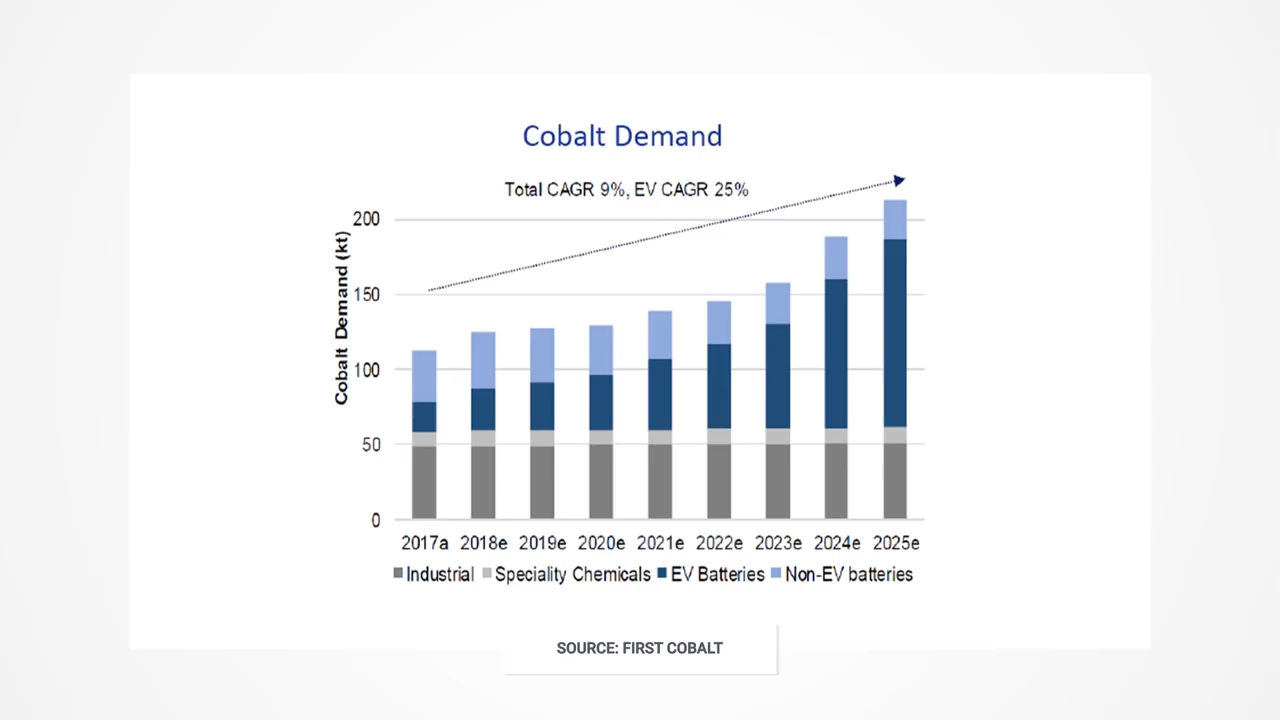 Cobalt Demand
Total CAGR 9%, EV CAGR 25%
Cobalt Demand (kt)
200
150
100
50
0
2017a 2018e 2019e 2020e 2021e 2022e 2023e 2024e 2025e
Industrial Speciality Chemicals EV Batteries Non-EV batteries
SOURCE: FIRST COBALT